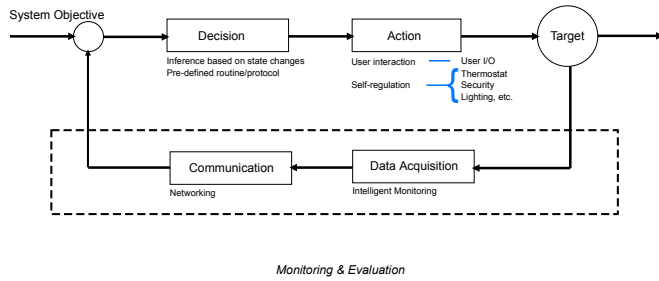 System Objective
Decision
Action
Target
Inference based on state changes
Pre-defined routine/protocol
User interaction
User I/O
Self-regulation
Thermostat
Security
Lighting, etc.
Communication
Data Acquisition
Networking
Intelligent Monitoring
Monitoring & Evaluation